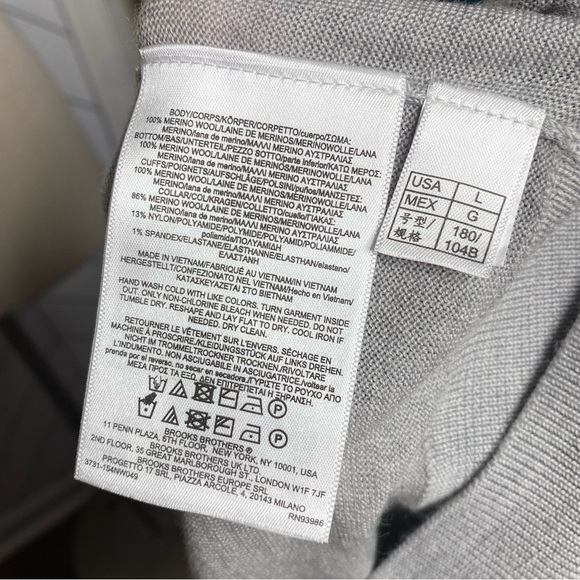 BODY/CORPS/KÖRPER/CORPETTO/cuerpo/ΣΩΜΑ:
100% MERINO WOOL/LAINE DE MERINOS/MERINOWOLLE/LANA
MERINO/lana de merino/ΜΑΛΛΙ ΜΕΡΙΝΟ ΑΥΣΤΡΑΛΙΑΣ
BOTTOM/BAS/UNTERTEIL/PEZZO SOTTO/parte inferior/ΚΑΤΩ ΜΕΡΟΣ:
100% MERINO WOOL/LAINE DE MERINOS/MERINOWOLLE/LANA
MERINO/lana de merino/ΜΑΛΛΙ ΜΕΡΙΝΟ ΑΥΣΤΡΑΛΙΑΣ
CUFFS/POIGNETS/AUFSCHLÄGE/POLSINI/puños/ΜΑΝΣΕΤΕΣ:
100% MERINO WOOL/LAINE DE MERINOS/MERINOWOLLE/LANA
MERINO/lana de merino/ΜΑΛΛΙ ΜΕΡΙΝΟ ΑΥΣΤΡΑΛΙΑΣ
COLLAR/COL/KRAGEN/COLLETTO/cuello/ΠΑΚΑΣ:
86% MERINO WOOL/LAINE DE MERINOS/MERINOWOLLE/LANA
MERINO/lana de merino/ΜΑΛΛΙ ΜΕΡΙΝΟ ΑΥΣΤΡΑΛΙΑΣ
13% NYLON/POLYAMIDE/POLYAMID/POLIAMMIDE/
poliamida/ΠΟΛΥΑΜΙΔΗ
1% SPANDEX/ELASTANE/ELASTHANNE/ELASTHAN/elastano/
ΕΛΑΣΤΑΝΗ
MADE IN VIETNAM/FABRIQUÉ AU VIETNAM/IN VIETNAM
HERGESTELLT/CONFEZIONATO NEL VIETNAM/Hecho en Vietnam/
ΚΑΤΑΣΚΕΥΑΖΕΤΑΙ ΣΤΟ ΒΙΕΤΝΑΜ
HAND WASH COLD WITH LIKE COLORS. TURN GARMENT INSIDE
OUT. ONLY NON-CHLORINE BLEACH WHEN NEEDED. DO NOT
TUMBLE DRY. RESHAPE AND LAY FLAT TO DRY. COOL IRON IF
NEEDED. DRY CLEAN.
RETOURNER LE VÊTEMENT SUR L'ENVERS. SÉCHAGE EN
MACHINE À PROSCRIRE./KLEIDUNGSSTÜCK AUF LINKS DREHEN.
NICHT IM TROMMELTROCKNER TROCKNEN/RIVOLTARE
LA MAGLIA. NON ASCIUGABILE IN ASCIUGATRICE./voltear la
prenda por el reverso. no secar en secadora./ΓΥΡΙΣΤΕ ΤΟ ΡΟΥΧΟ
ΜΕΣΑ ΠΡΟΣ ΤΑ ΕΞΩ. ΔΕΝ ΕΠΙΤΡΕΠΕΤΑΙ Η ΞΗΡΑΝΣΗ.
BROOKS BROTHERS ®
11 PENN PLAZA, 6TH FLOOR, NEW YORK, NY 10001, USA
BROOKS BROTHERS UK LTD.
2ND FLOOR, 35 GREAT MARLBOROUGH ST., LONDON W1F 7JF
BROOKS BROTHERS EUROPE SRL
PROGETTO 17 SRL, PIAZZA ARCOLE, 4, 20143 MILANO
3731-154NW049
RN93986
USA L
MEX G
号型/规格 180/104B